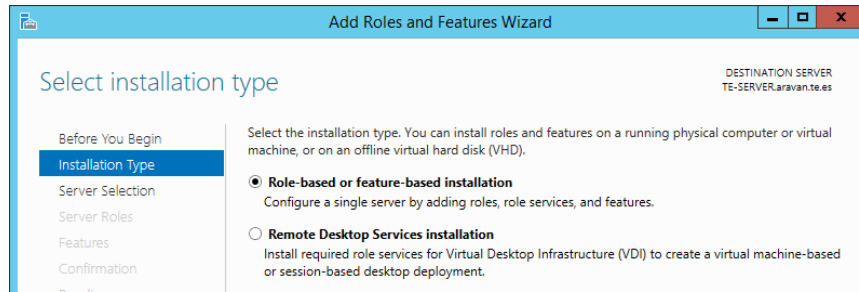 Add Roles and Features Wizard
Select installation type
DESTINATION SERVER
TE-SERVER.aravan.te.es
Before You Begin
Installation Type
Server Selection
Server Roles
Features
Confirmation
Select the installation type. You can install roles and features on a running physical computer or virtual
machine, or on an offline virtual hard disk (VHD).
Role-based or feature-based installation
Configure a single server by adding roles, role services, and features.
Remote Desktop Services installation
Install required role services for Virtual Desktop Infrastructure (VDI) to create a virtual machine-based
or session-based desktop deployment.